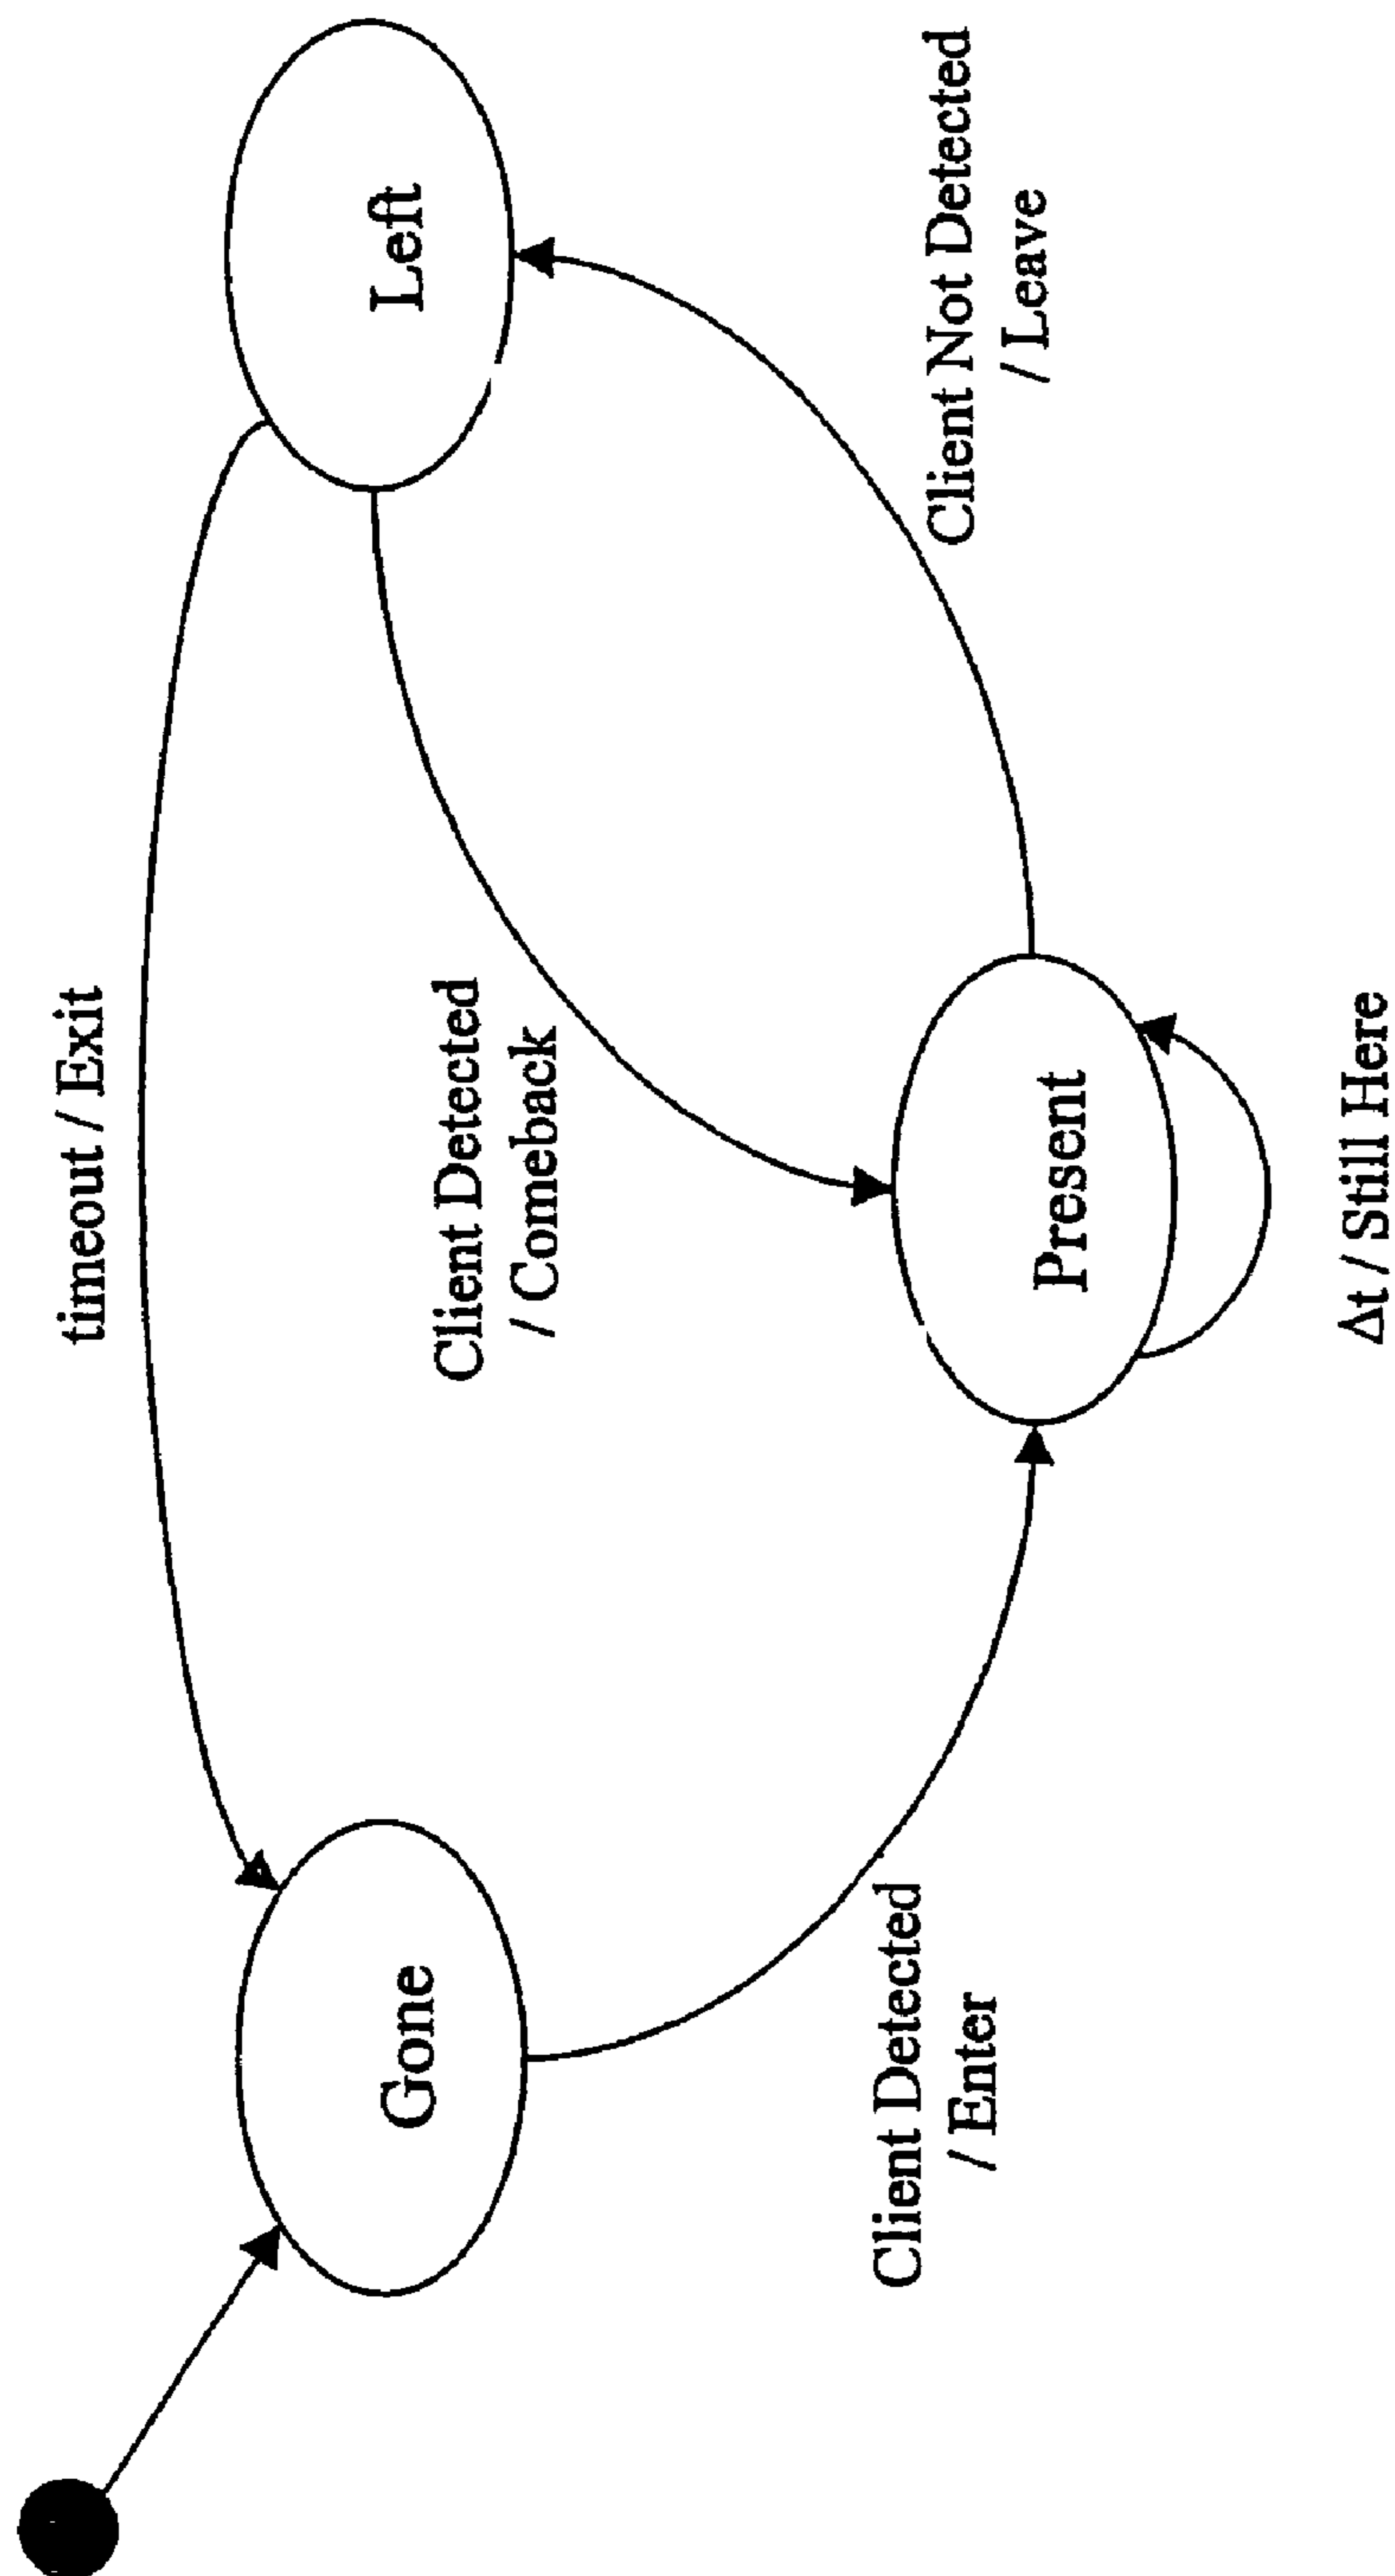 timeout / Exit
Gone
Left
Client Detected
/ Comeback
Client Detected
/ Enter
Present
Client Not Detected
/ Leave
Δt / Still Here